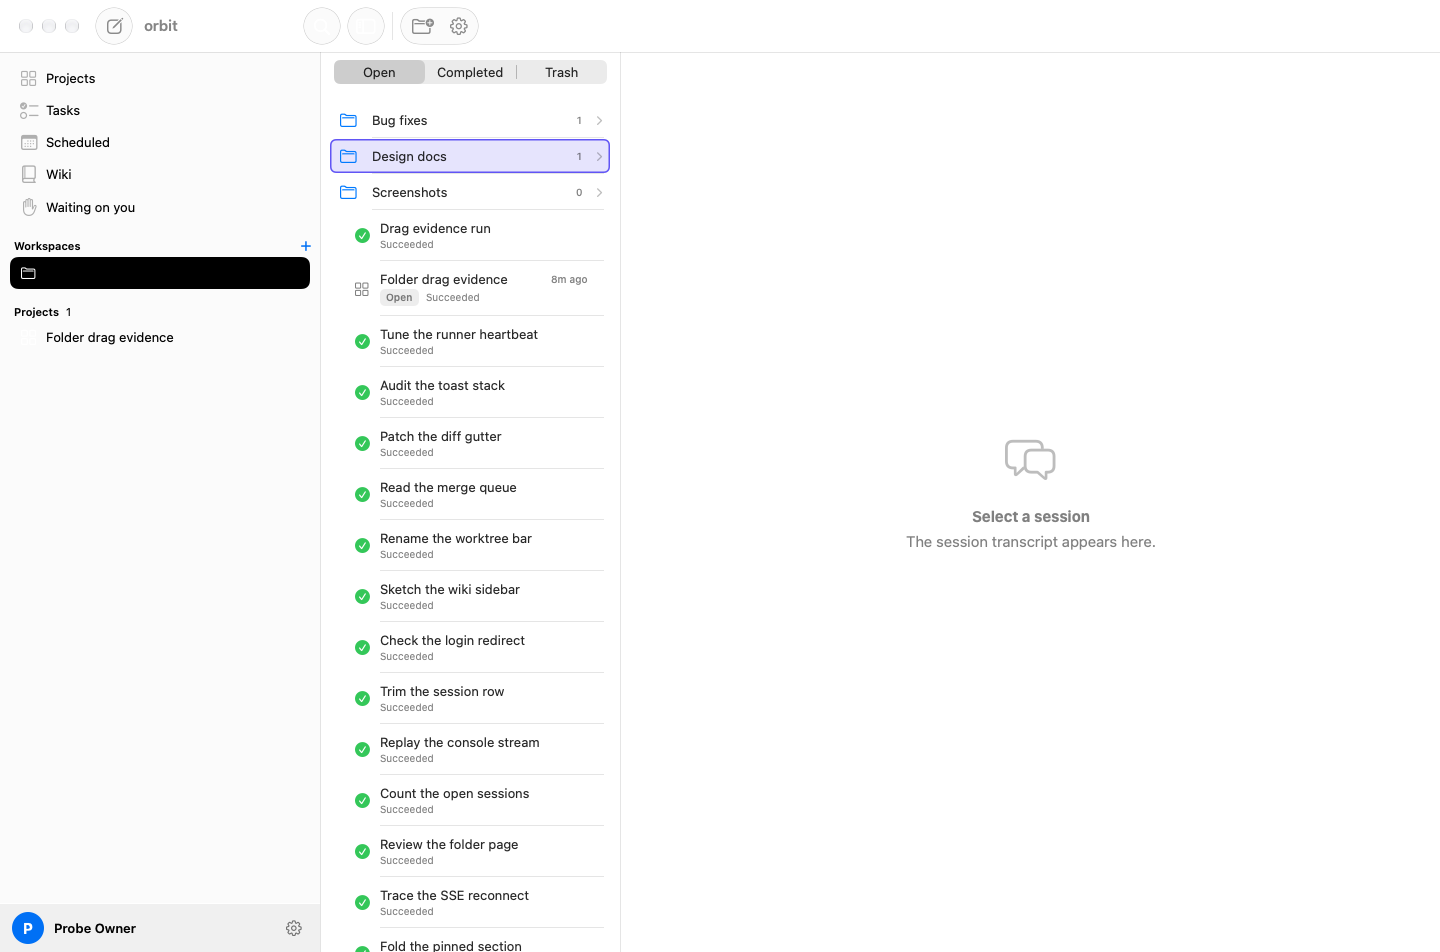 orbit
Projects
Tasks
Scheduled
Wiki
Waiting on you
Workspaces
Projects 1
Folder drag evidence
P Probe Owner
Open Completed Trash
Bug fixes 1
Design docs 1
Screenshots 0
Drag evidence run
Succeeded
Folder drag evidence 8m ago
Open Succeeded
Tune the runner heartbeat
Succeeded
Audit the toast stack
Succeeded
Patch the diff gutter
Succeeded
Read the merge queue
Succeeded
Rename the worktree bar
Succeeded
Sketch the wiki sidebar
Succeeded
Check the login redirect
Succeeded
Trim the session row
Succeeded
Replay the console stream
Succeeded
Count the open sessions
Succeeded
Review the folder page
Succeeded
Trace the SSE reconnect
Succeeded
Fold the pinned section
Select a session
The session transcript appears here.